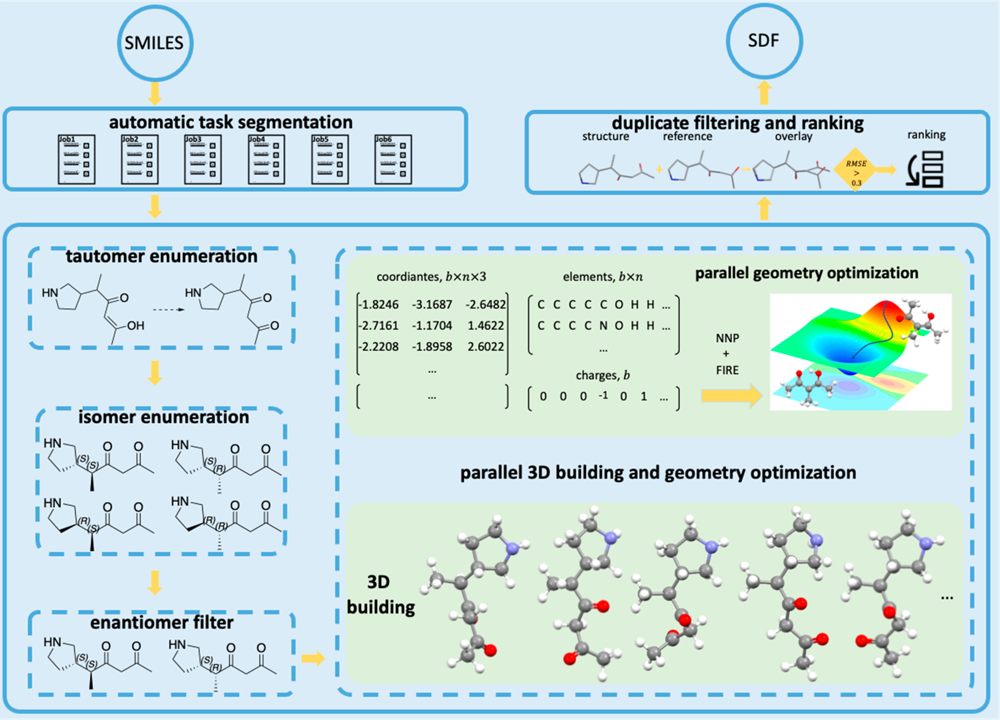 SMILES
SDF
automatic task segmentation
Job1 Job2 Job3 Job4 Job5 Job6
duplicate filtering and ranking
structure reference overlay ranking
RMSE
>
0.3
tautomer enumeration
HN O OH
HN O O
isomer enumeration
HN (S) (S) O O
HN (S) (R) O O
HN (R) (S) O O
HN (R) (R) O O
enantiomer filter
HN (S) (S) O O
HN (S) (R) O O
parallel geometry optimization
coordiantes, b×n×3
-1.8246 -3.1687 -2.6482
-2.7161 -1.1704 1.4622
-2.2208 -1.8958 2.6022
...
...
elements, b×n
C C C C C O H H ...
C C C C N O H H ...
...
charges, b
0 0 0 -1 0 1 ...
NNP
+
FIRE
parallel 3D building and geometry optimization
3D
building
...